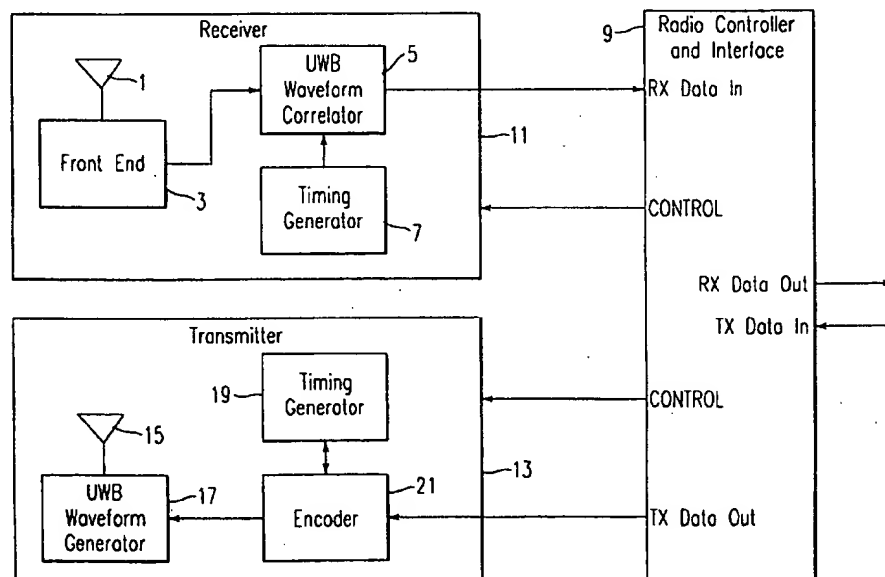 Receiver
1
Front End
3
UWB
Waveform
Correlator
5
Timing
Generator
7
11
9
Radio Controller
and Interface
RX Data In
CONTROL
RX Data Out
TX Data In
CONTROL
TX Data Out
Transmitter
19
Timing
Generator
15
UWB
Waveform
Generator
17
Encoder
21
13